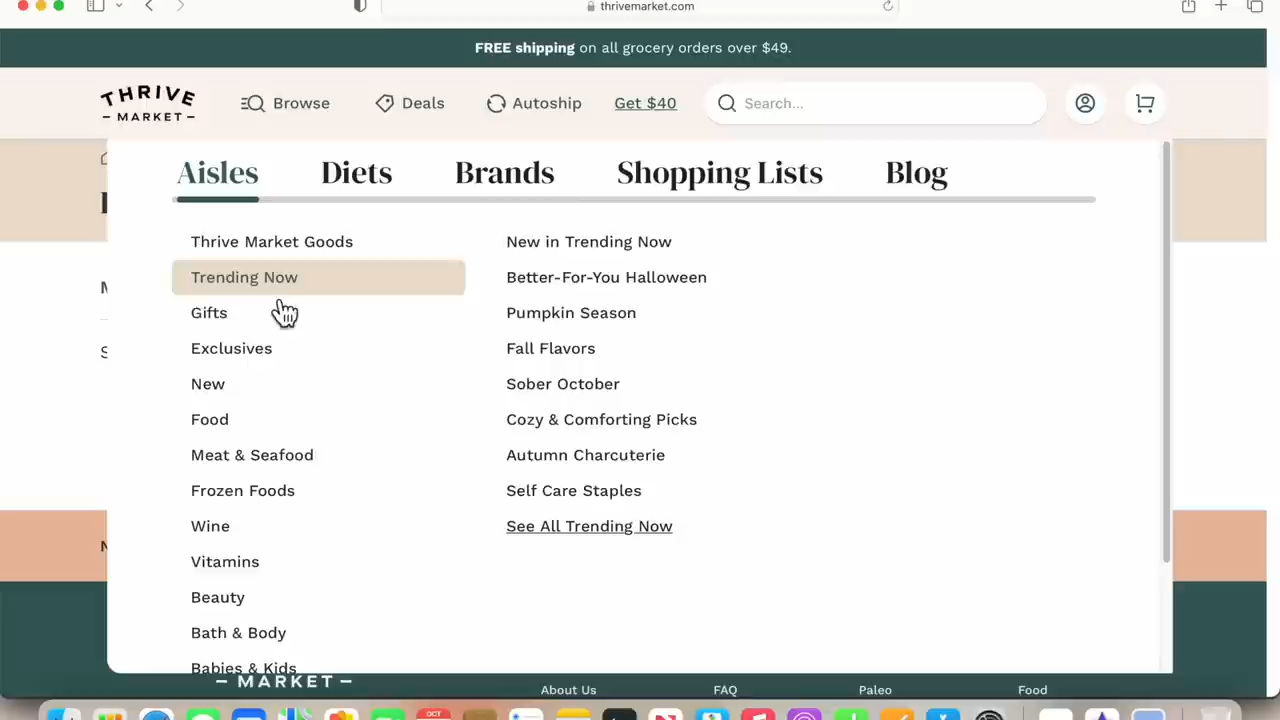 thrivemarket.com
FREE shipping on all grocery orders over $49.
THRIVE
MARKET
Browse
Deals
Autoship
Get $40
Search...
Aisles
Diets
Brands
Shopping Lists
Blog
Thrive Market Goods
Trending Now
Gifts
Exclusives
New
Food
Meat & Seafood
Frozen Foods
Wine
Vitamins
Beauty
Bath & Body
Babies & Kids
New in Trending Now
Better-For-You Halloween
Pumpkin Season
Fall Flavors
Sober October
Cozy & Comforting Picks
Autumn Charcuterie
Self Care Staples
See All Trending Now
MARKET
About Us
FAQ
Paleo
Food
OCT